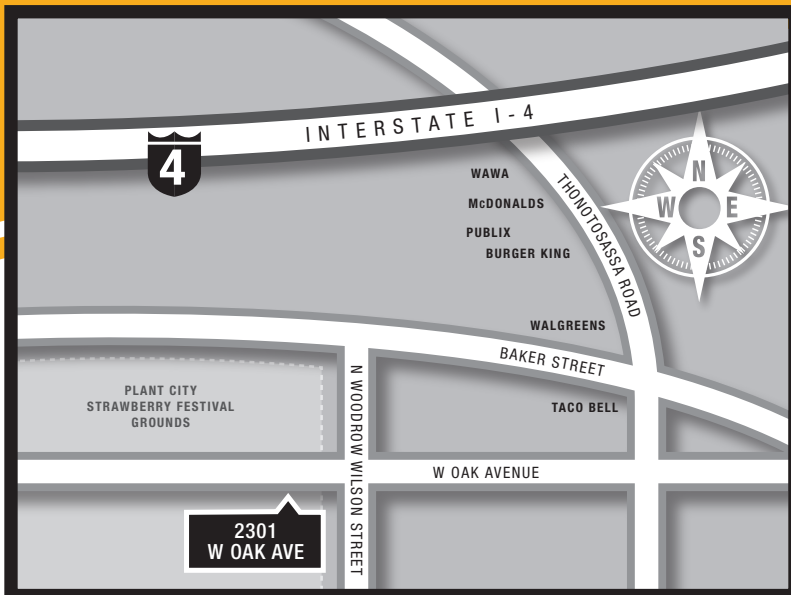 INTERSTATE I-4
4
WAWA
McDONALDS
PUBLIX
BURGER KING
THONOTOSASSA ROAD
N
W E
S
WALGREENS
BAKER STREET
PLANT CITY
STRAWBERRY FESTIVAL
GROUNDS
N WOODROW WILSON STREET
TACO BELL
W OAK AVENUE
2301
W OAK AVE